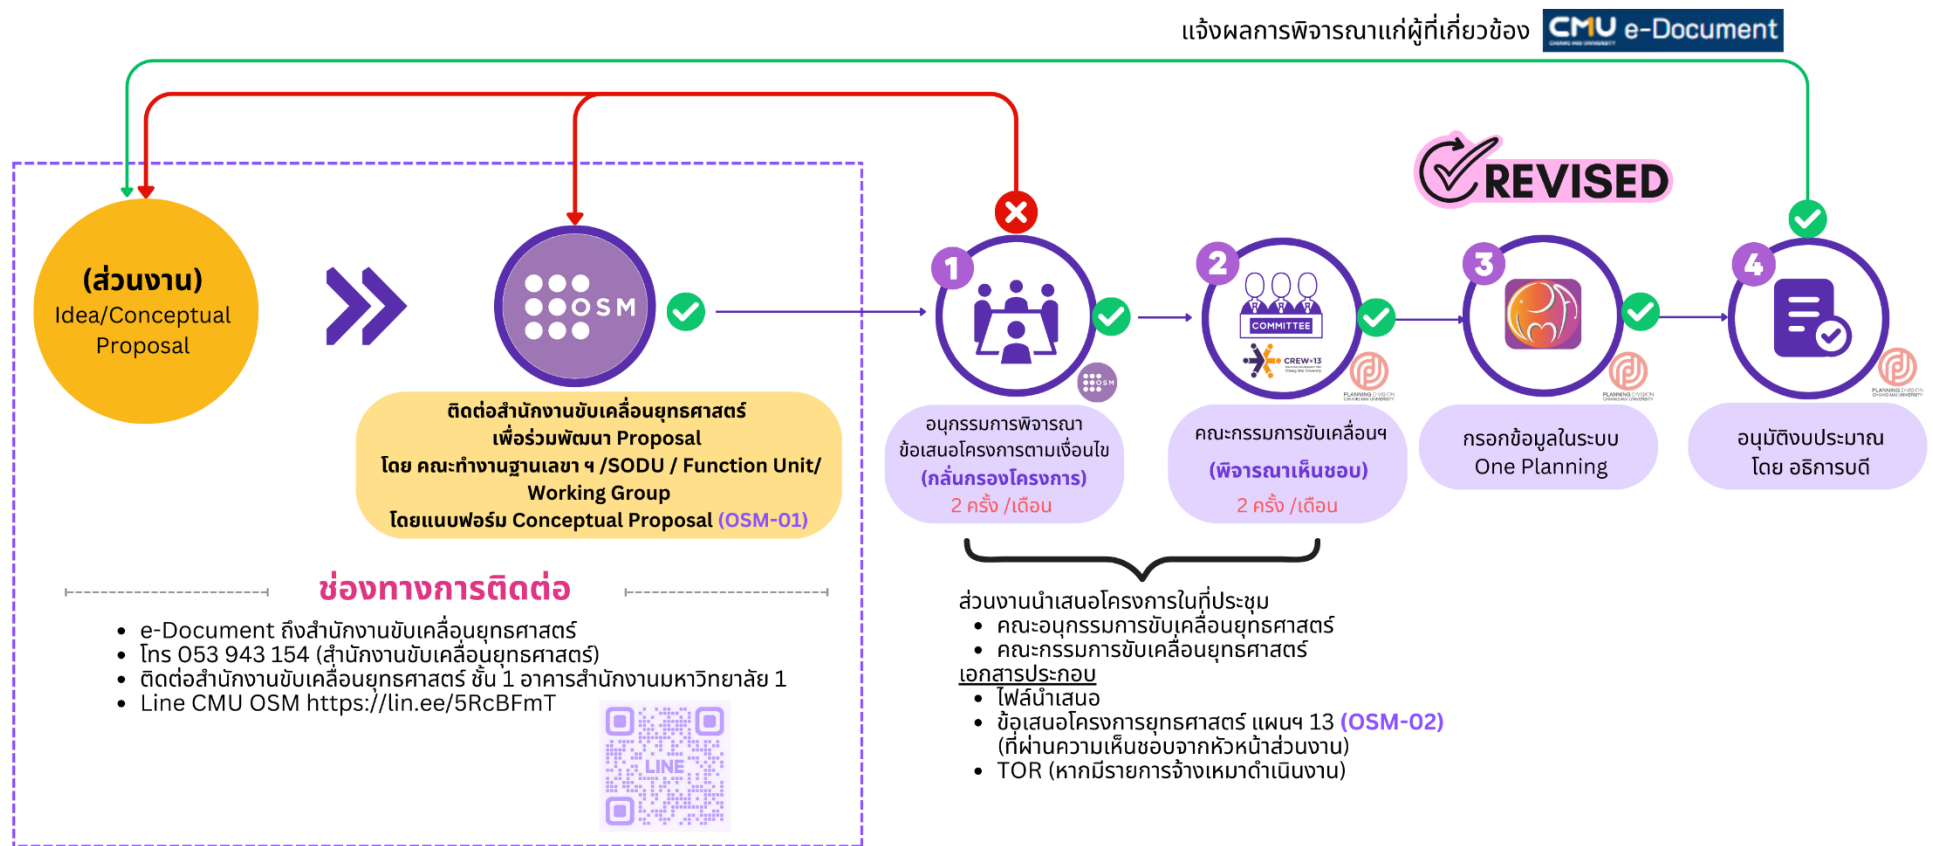 แจ้งผลการพิจารณาแก่ผู้ที่เกี่ยวข้อง
CMU e-Document
CHIANG MAI UNIVERSITY
REVISED
(ส่วนงาน)
Idea/Conceptual
Proposal
OSM
ติดต่อสำนักงานขับเคลื่อนยุทธศาสตร์
เพื่อร่วมพัฒนา Proposal
โดย คณะทำงานฐานเลขา ฯ /SODU / Function Unit/
Working Group
โดยแนบฟอร์ม Conceptual Proposal (OSM-01)
1
OSM
อนุกรรมการพิจารณา
ข้อเสนอโครงการตามเงื่อนไข
(กลั่นกรองโครงการ)
2 ครั้ง /เดือน
2
COMMITTEE
CREW×13
Chiang Mai University
PLANNING DIVISION
CHIANG MAI UNIVERSITY
คณะกรรมการขับเคลื่อนฯ
(พิจารณาเห็นชอบ)
2 ครั้ง /เดือน
3
PLANNING DIVISION
CHIANG MAI UNIVERSITY
กรอกข้อมูลในระบบ
One Planning
4
PLANNING DIVISION
CHIANG MAI UNIVERSITY
อนุมัติงบประมาณ
โดย อธิการบดี
ช่องทางการติดต่อ
• e-Document ถึงสำนักงานขับเคลื่อนยุทธศาสตร์
• โทร 053 943 154 (สำนักงานขับเคลื่อนยุทธศาสตร์)
• ติดต่อสำนักงานขับเคลื่อนยุทธศาสตร์ ชั้น 1 อาคารสำนักงานมหาวิทยาลัย 1
• Line CMU OSM https://lin.ee/5RcBFmT
LINE
ส่วนงานนำเสนอโครงการในที่ประชุม
• คณะอนุกรรมการขับเคลื่อนยุทธศาสตร์
• คณะกรรมการขับเคลื่อนยุทธศาสตร์
เอกสารประกอบ
• ไฟล์นำเสนอ
• ข้อเสนอโครงการยุทธศาสตร์ แผนฯ 13 (OSM-02)
(ที่ผ่านความเห็นชอบจากหัวหน้าส่วนงาน)
• TOR (หากมีรายการจ้างเหมาดำเนินงาน)